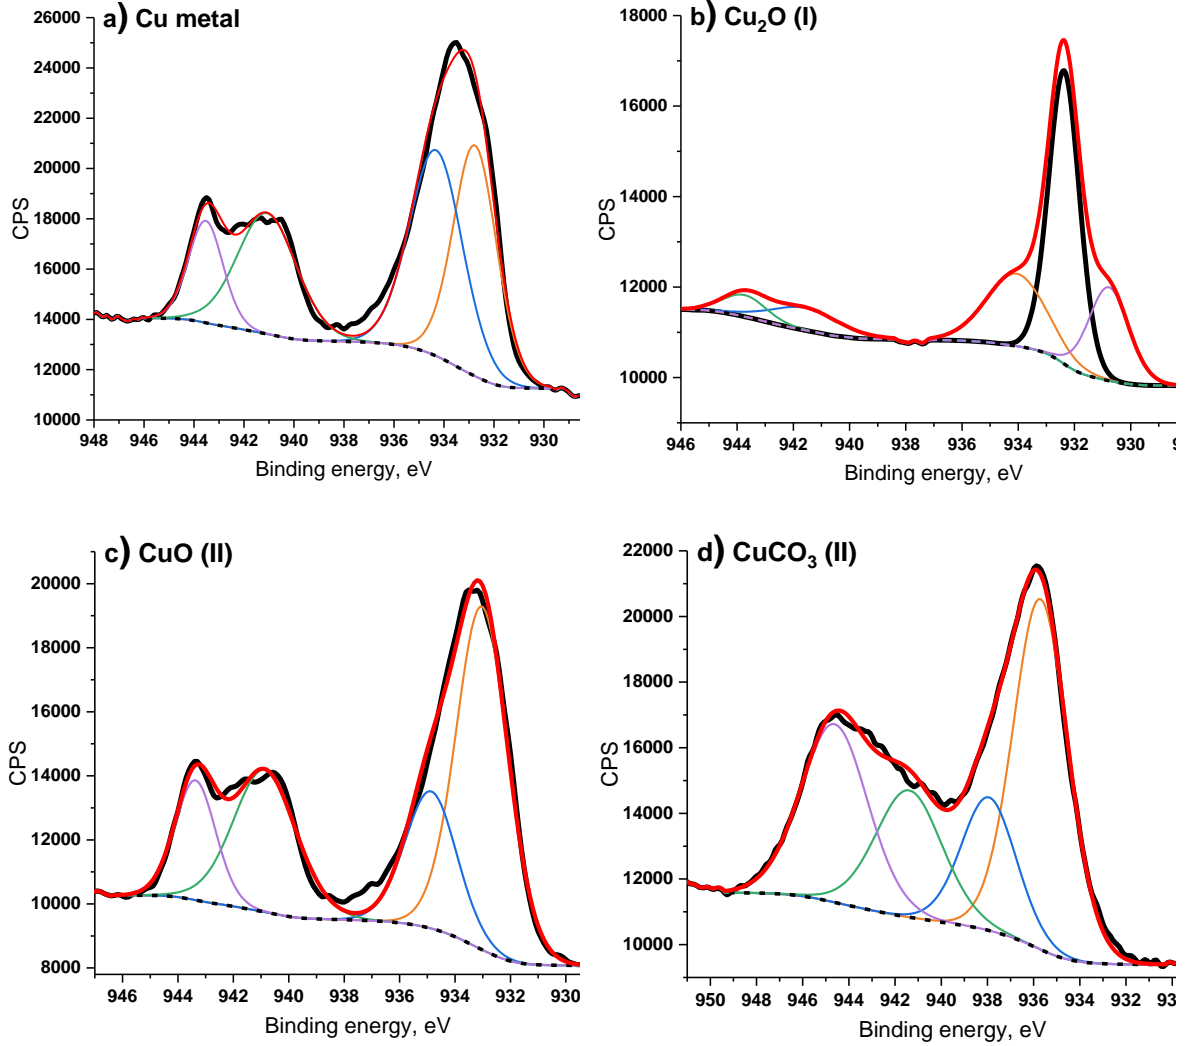 a) Cu metal
26000
24000
22000
20000
18000
16000
14000
12000
10000
CPS
948 946 944 942 940 938 936 934 932 930
Binding energy, eV
b) Cu₂O (I)
18000
16000
14000
12000
10000
CPS
946 944 942 940 938 936 934 932 930 9
Binding energy, eV
c) CuO (II)
20000
18000
16000
14000
12000
10000
8000
CPS
946 944 942 940 938 936 934 932 930
Binding energy, eV
d) CuCO₃ (II)
22000
20000
18000
16000
14000
12000
10000
CPS
950 948 946 944 942 940 938 936 934 932 930
Binding energy, eV